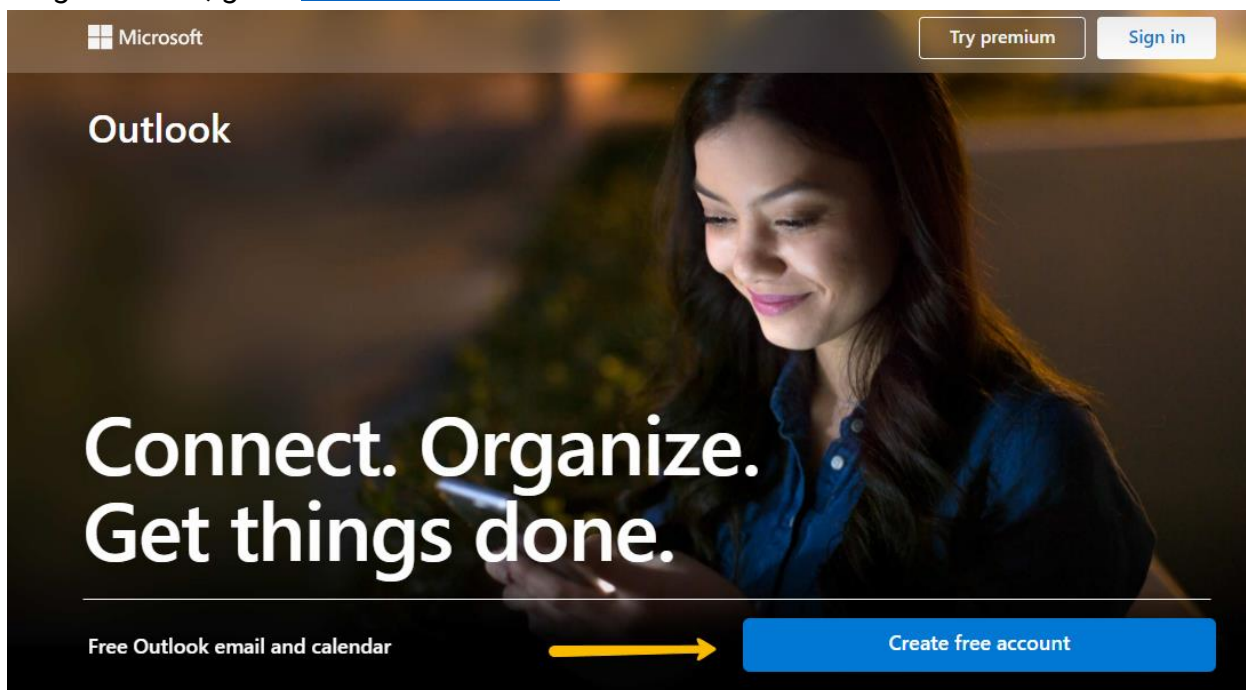 Microsoft
Try premium
Sign in
Outlook
Connect. Organize.
Get things done.
Free Outlook email and calendar
Create free account